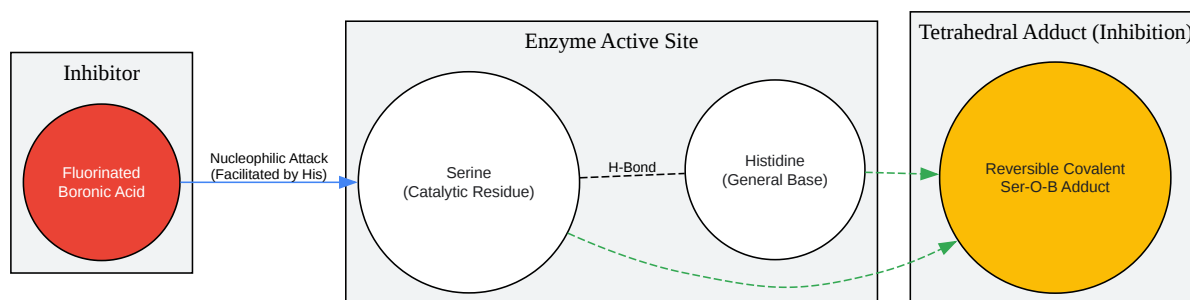 Inhibitor
Fluorinated
Boronic Acid
Nucleophilic Attack
(Facilitated by His)
Enzyme Active Site
Serine
(Catalytic Residue)
H-Bond
Histidine
(General Base)
Tetrahedral Adduct (Inhibition)
Reversible Covalent
Ser-O-B Adduct